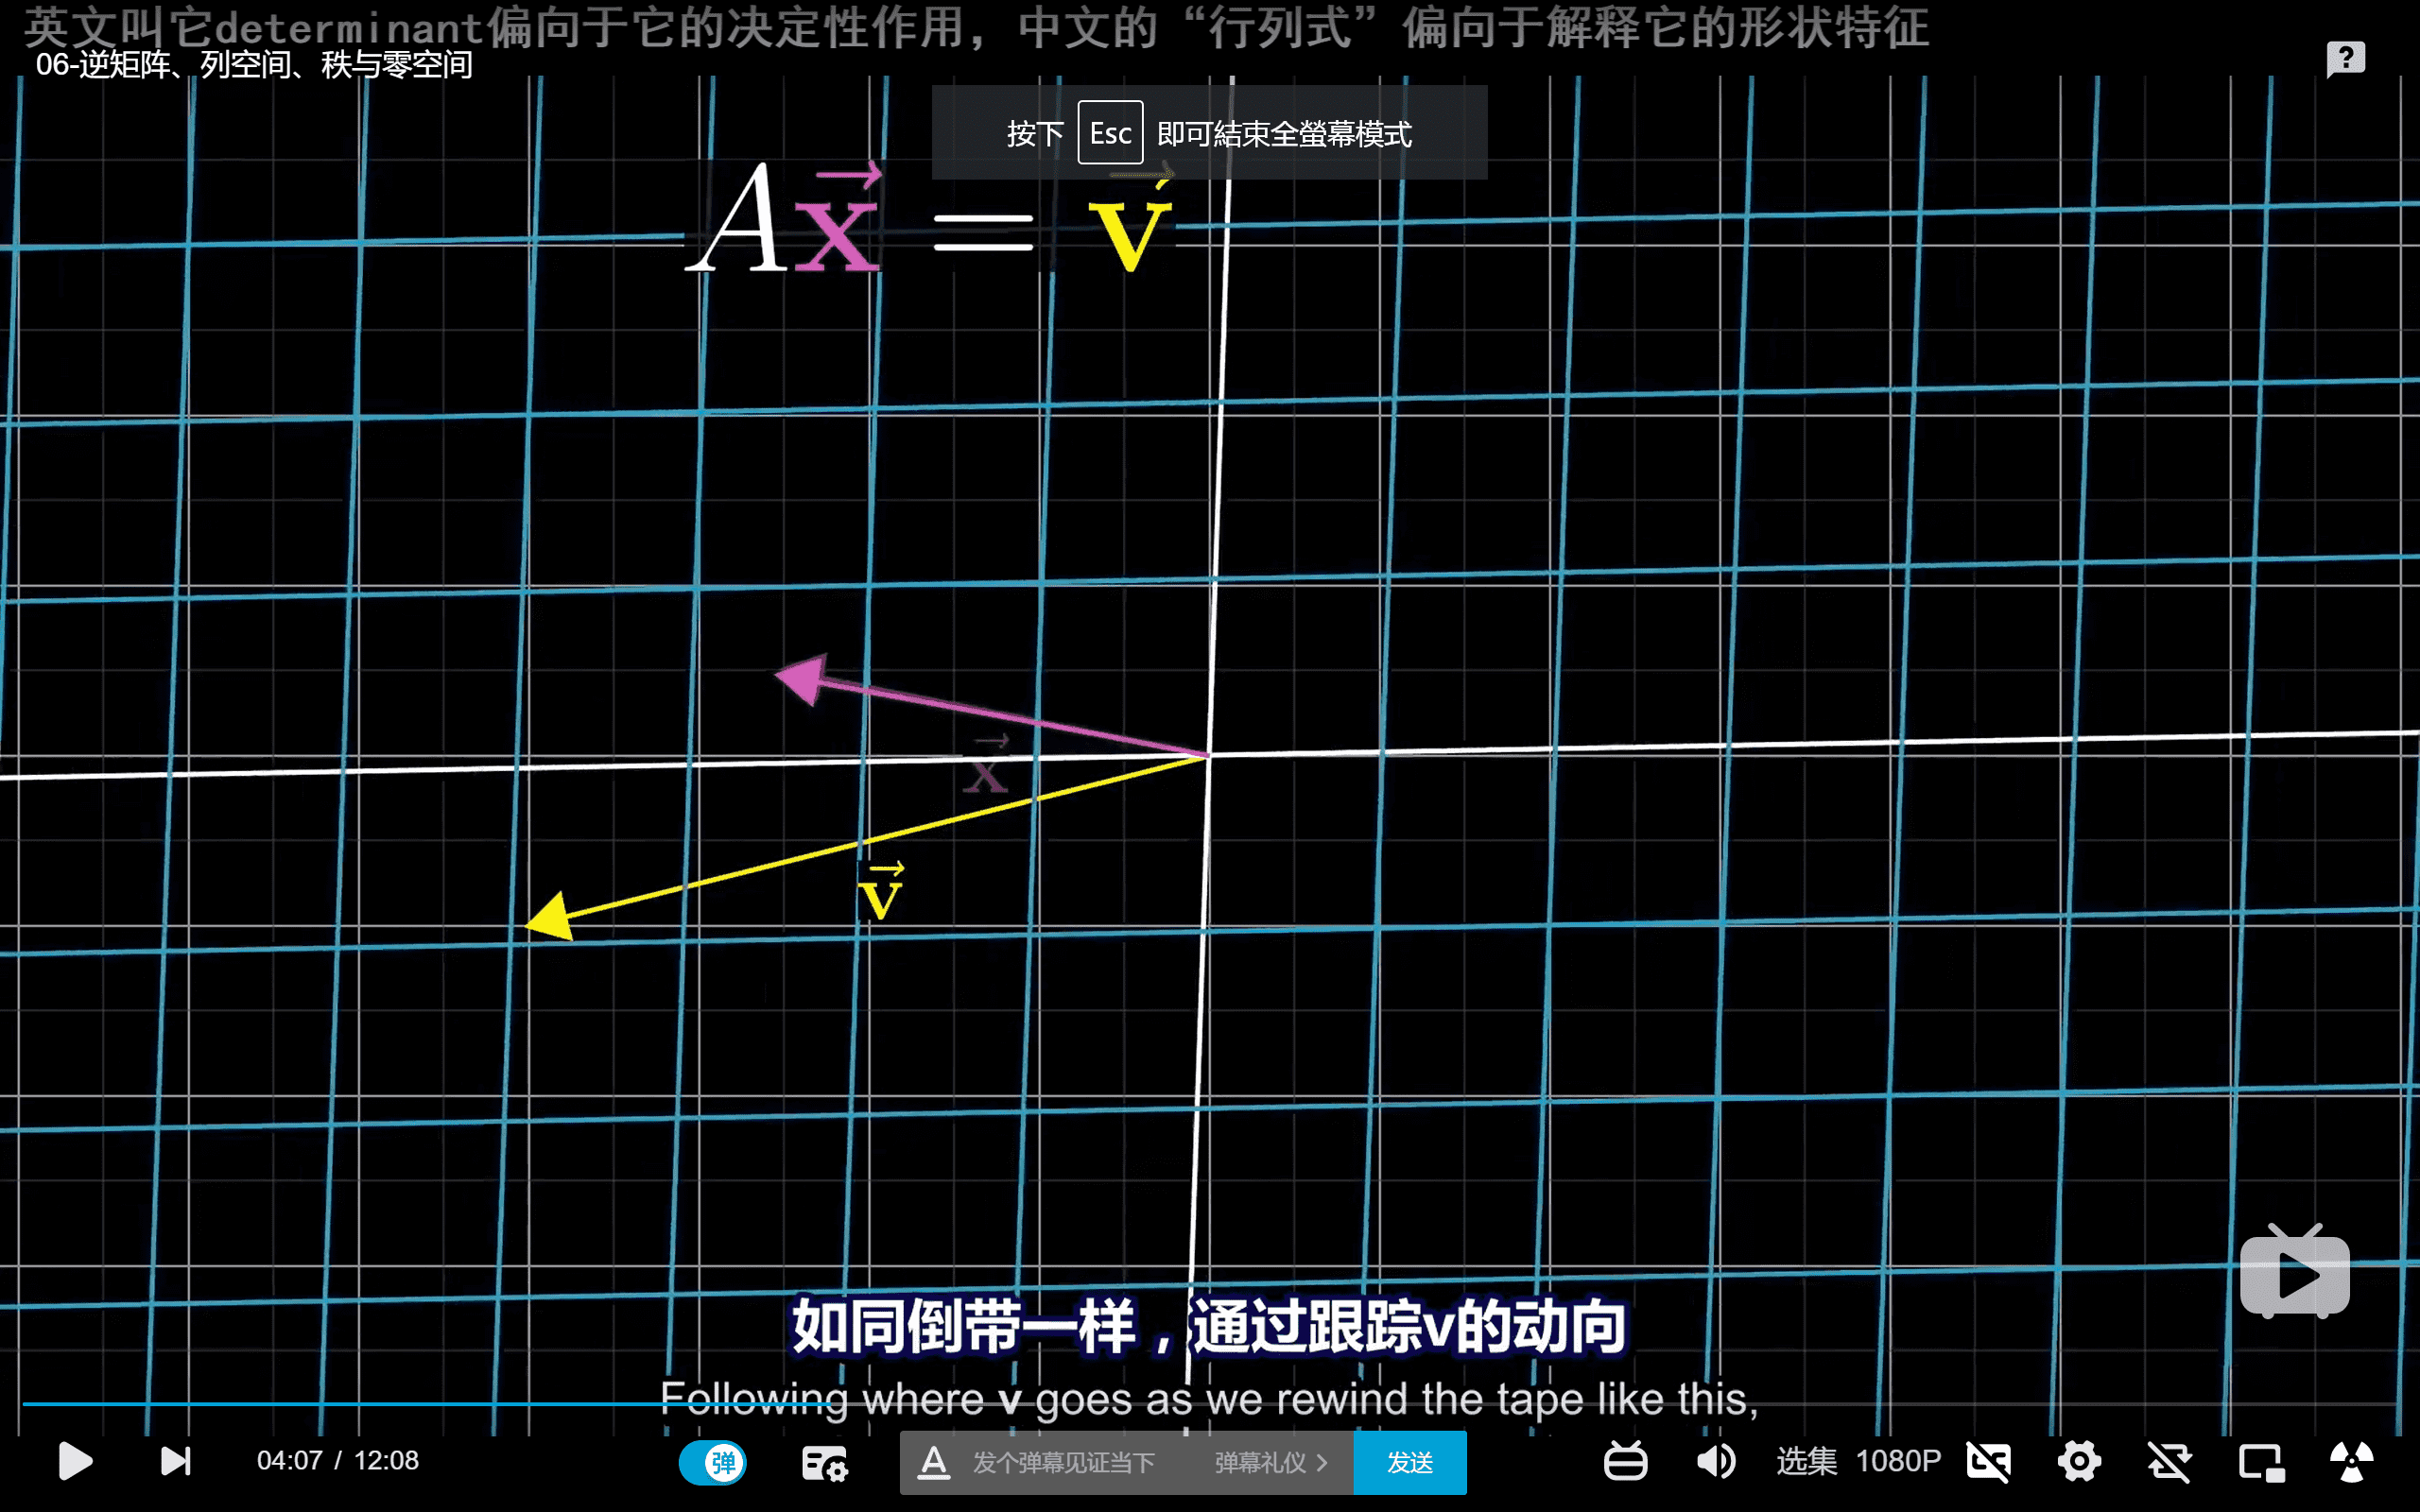 英文叫它determinant偏向于它的决定性作用，中文的“行列式”偏向于解释它的形状特征
06-逆矩阵、列空间、秩与零空间
按下 Esc 即可結束全螢幕模式
A\vec{x} = \vec{v}
\vec{x}
\vec{v}
如同倒带一样，通过跟踪v的动向
Following where v goes as we rewind the tape like this,
04:07 / 12:08 弹 A 发个弹幕见证当下 弹幕礼仪 > 发送 选集 1080P